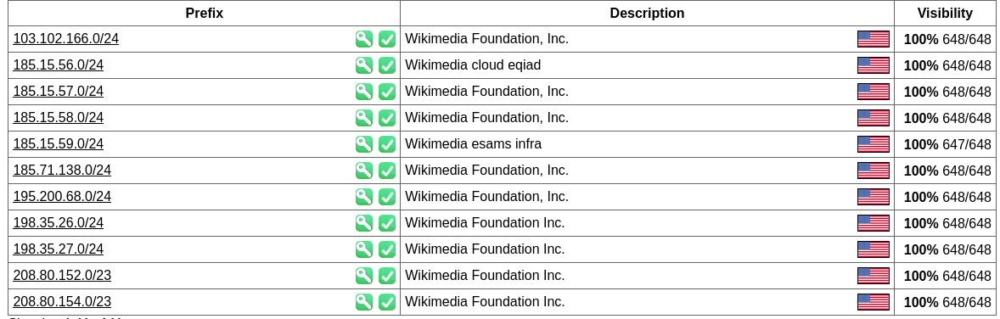 Prefix Description Visibility
103.102.166.0/24 Wikimedia Foundation, Inc. 100% 648/648
185.15.56.0/24 Wikimedia cloud eqiad 100% 648/648
185.15.57.0/24 Wikimedia Foundation, Inc. 100% 648/648
185.15.58.0/24 Wikimedia Foundation, Inc. 100% 648/648
185.15.59.0/24 Wikimedia esams infra 100% 647/648
185.71.138.0/24 Wikimedia Foundation, Inc. 100% 648/648
195.200.68.0/24 Wikimedia Foundation, Inc. 100% 648/648
198.35.26.0/24 Wikimedia Foundation Inc. 100% 648/648
198.35.27.0/24 Wikimedia Foundation Inc. 100% 648/648
208.80.152.0/23 Wikimedia Foundation Inc. 100% 648/648
208.80.154.0/23 Wikimedia Foundation Inc. 100% 648/648